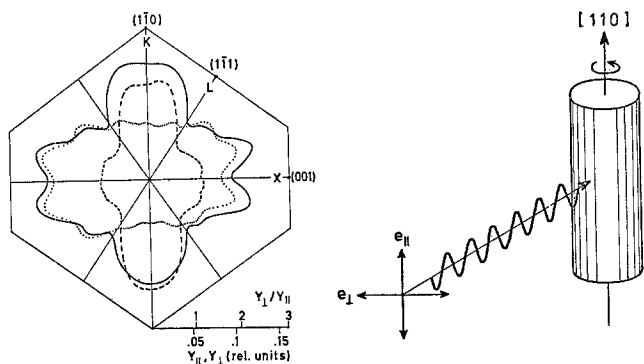 (11̄0)
K
(11̄1)
L
X→(001)
Y⊥/Y∥
1 2 3
.05 .1 .15
Y∥,Y⊥ (rel. units)
[110]
e∥
e⊥